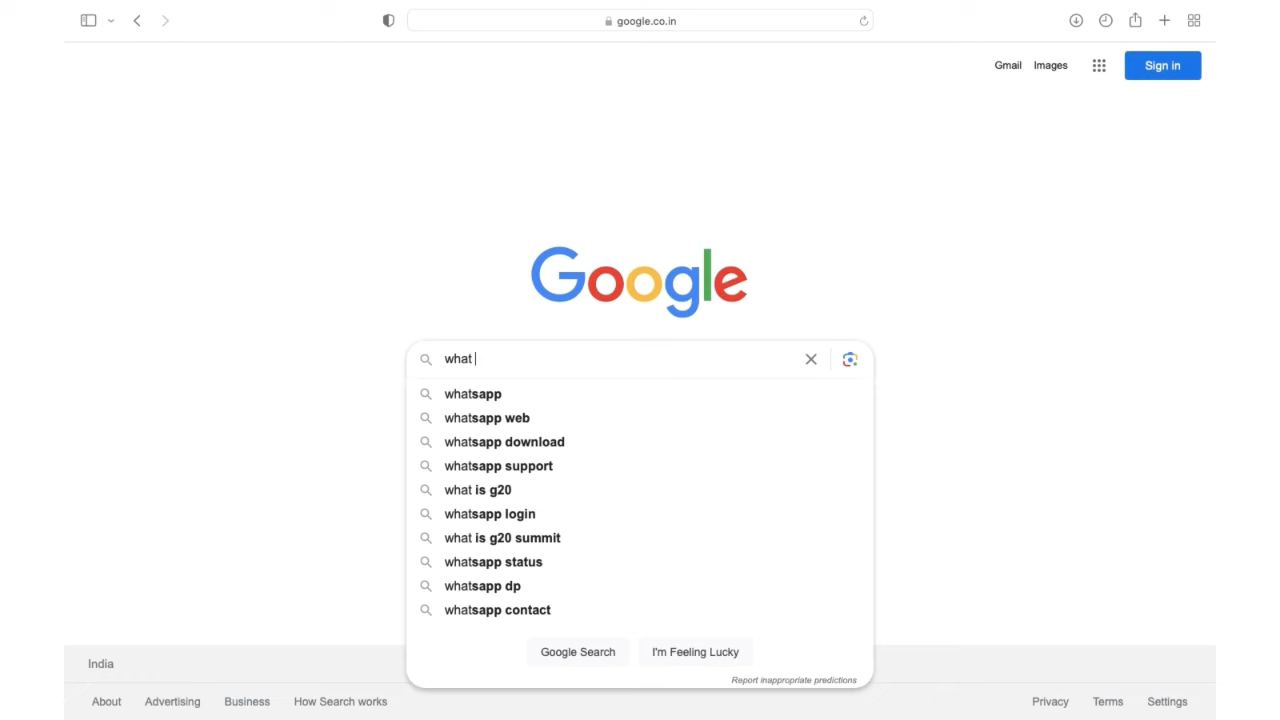 google.co.in
Gmail Images Sign in
Google
what
whatsapp
whatsapp web
whatsapp download
whatsapp support
what is g20
whatsapp login
what is g20 summit
whatsapp status
whatsapp dp
whatsapp contact
Google Search I'm Feeling Lucky
Report inappropriate predictions
India
About Advertising Business How Search works Privacy Terms Settings